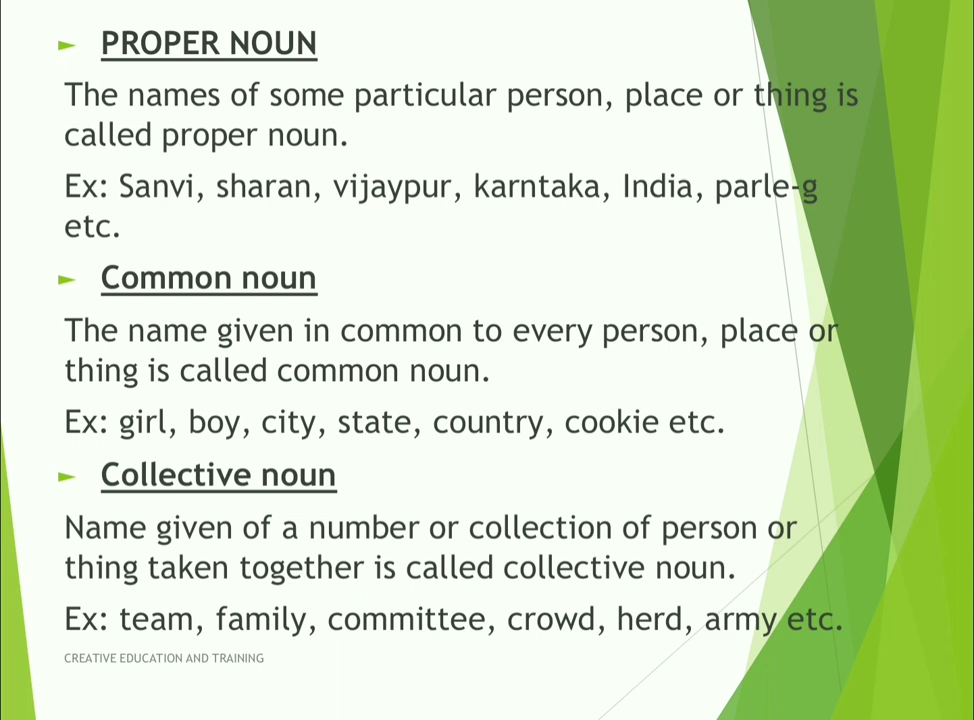 PROPER NOUN
The names of some particular person, place or thing is
called proper noun.
Ex: Sanvi, sharan, vijaypur, karntaka, India, parle-g
etc.
Common noun
The name given in common to every person, place or
thing is called common noun.
Ex: girl, boy, city, state, country, cookie etc.
Collective noun
Name given of a number or collection of person or
thing taken together is called collective noun.
Ex: team, family, committee, crowd, herd, army etc.
CREATIVE EDUCATION AND TRAINING